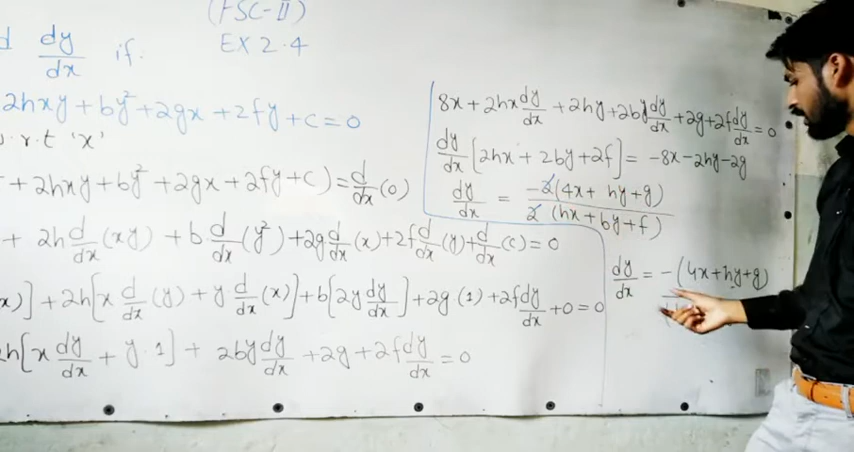 (FSC-II)
d dy/dx if.
EX 2.4
2hxy + by² + 2gx + 2fy + c = 0
w.r.t 'x'
+ 2hxy + by² + 2gx + 2fy + c) = d/dx (0)
+ 2h d/dx (xy) + b d/dx (y²) + 2g d/dx (x) + 2f d/dx (y) + d/dx (c) = 0
x)] + 2h[x d/dx (y) + y d/dx (x)] + b[2y dy/dx] + 2g (1) + 2f dy/dx + 0 = 0
2h[x dy/dx + y.1] + 2by dy/dx + 2g + 2f dy/dx = 0
8x + 2hx dy/dx + 2hy + 2by dy/dx + 2g + 2f dy/dx = 0
dy/dx [2hx + 2by + 2f] = -8x - 2hy - 2g
dy/dx = -2(4x + hy + g) / 2 (hx + by + f)
dy/dx = -(4x + hy + g)